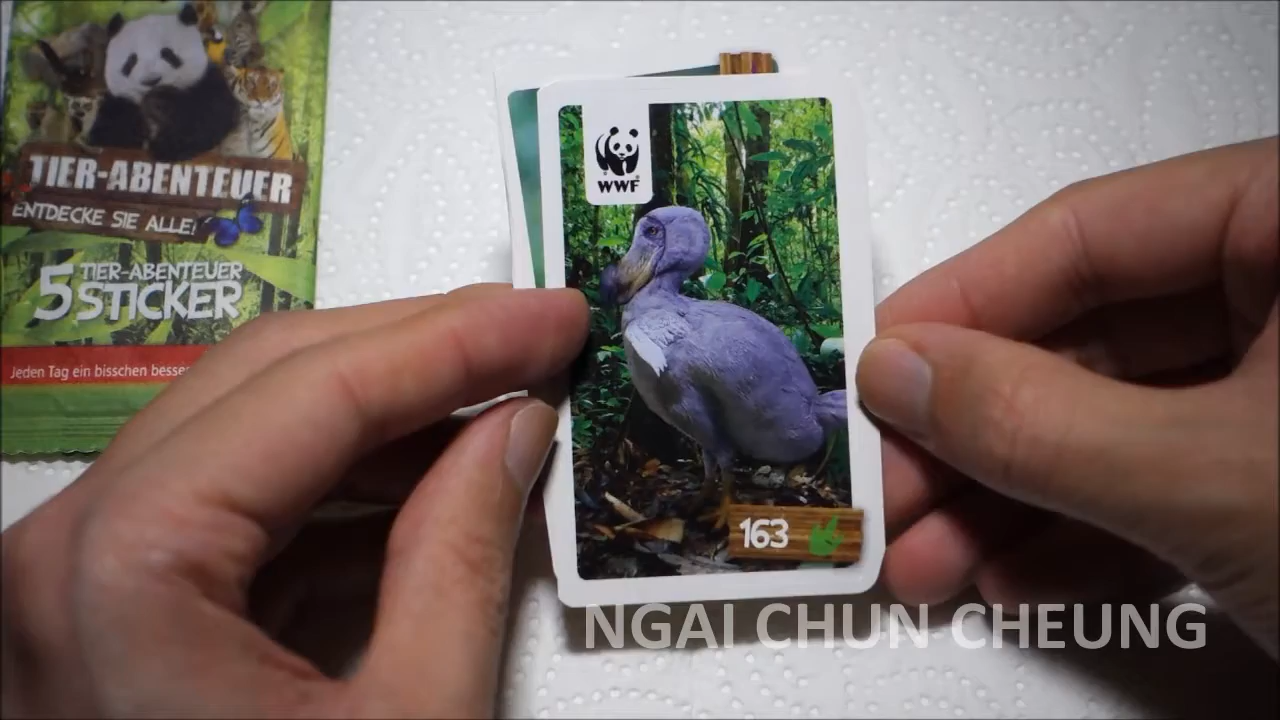 TIER-ABENTEUER
ENTDECKE SIE ALLE!
5 TIER-ABENTEUER
STICKER
Jeden Tag ein bisschen besse
WWF
163
NGAI CHUN CHEUNG